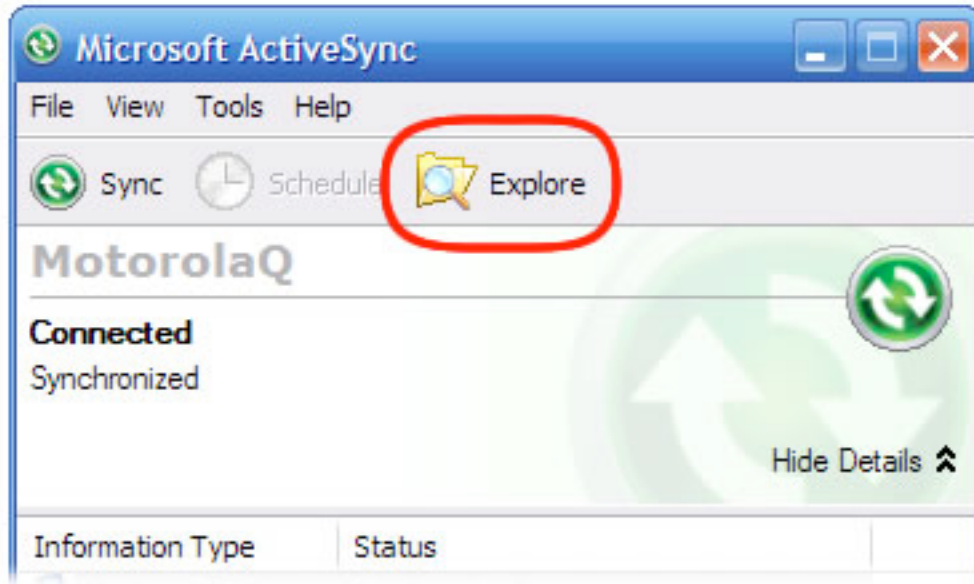 Microsoft ActiveSync
File View Tools Help
Sync Schedule Explore
MotorolaQ
Connected
Synchronized
Hide Details
Information Type Status